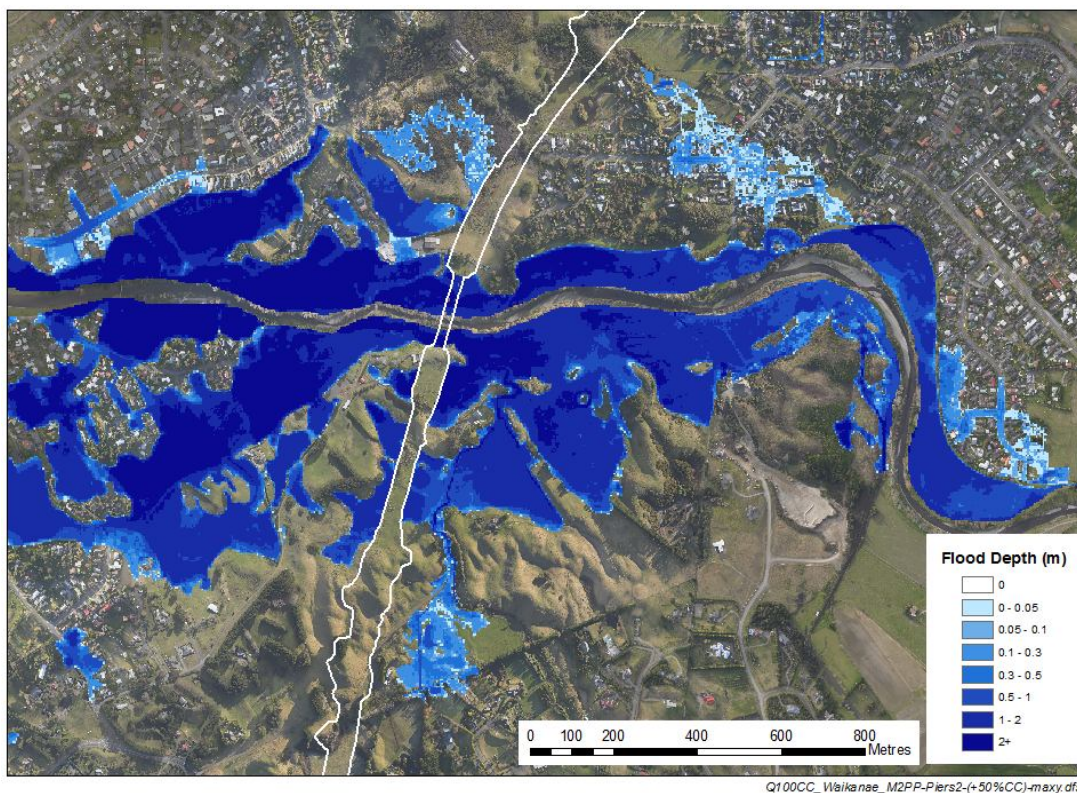 Flood Depth (m)
0
0 - 0.05
0.05 - 0.1
0.1 - 0.3
0.3 - 0.5
0.5 - 1
1 - 2
2+
0 100 200 400 600 800
Metres
Q100CC_Waikanae_M2PP-Piers2-(+50%CC)-maxy.dfs